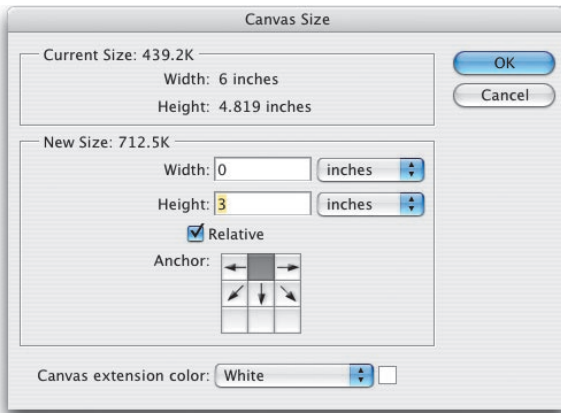 Canvas Size
Current Size: 439.2K
Width: 6 inches
Height: 4.819 inches
OK
Cancel
New Size: 712.5K
Width: 0 inches
Height: 3 inches
Relative
Anchor:
Canvas extension color: White